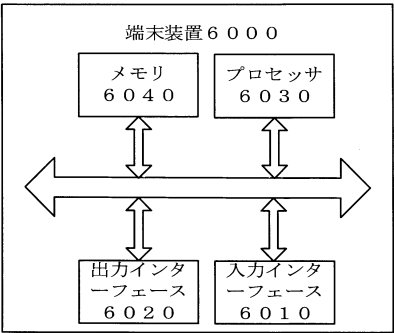 端末装置６０００
メモリ
６０４０
プロセッサ
６０３０
出力インタ
ーフェース
６０２０
入力インタ
ーフェース
６０１０